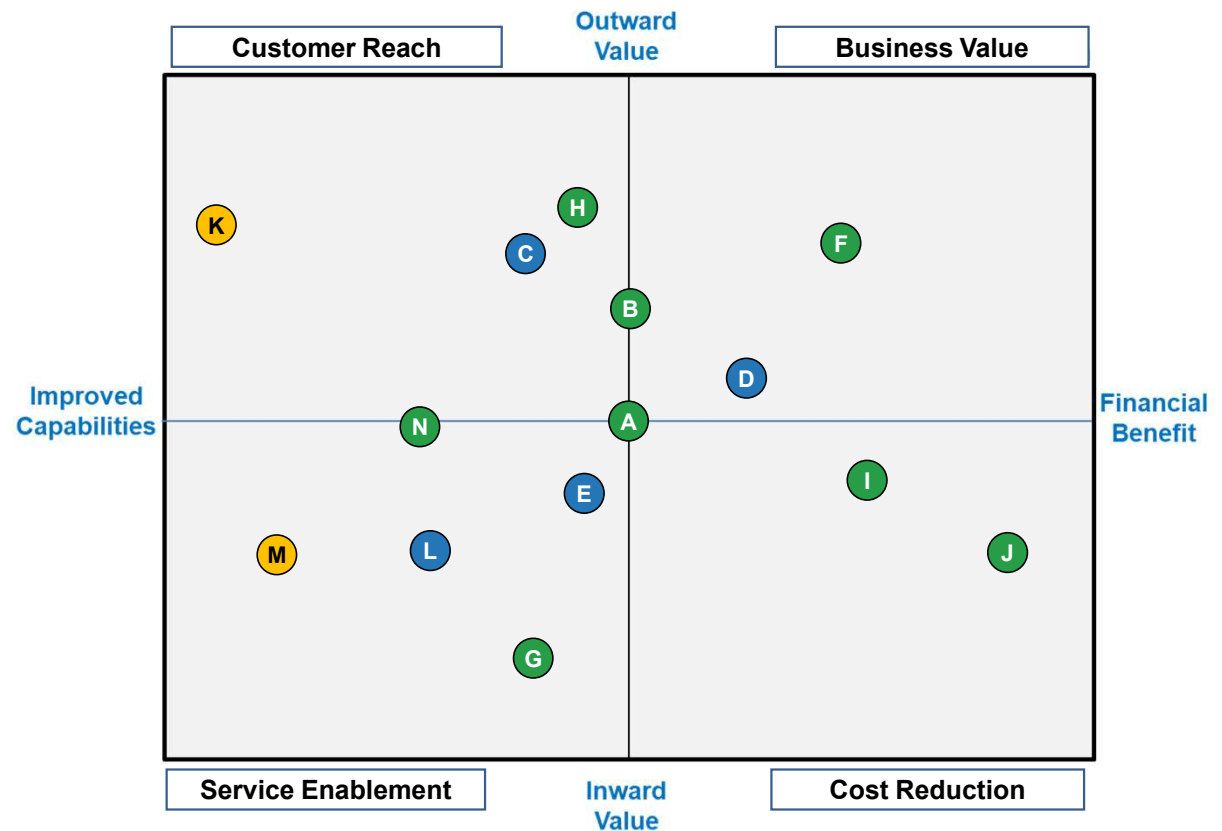 Customer Reach
Outward
Value
Business Value
K
H
C
F
B
D
Improved
Capabilities
N
A
Financial
Benefit
I
E
M
L
J
G
Service Enablement
Inward
Value
Cost Reduction